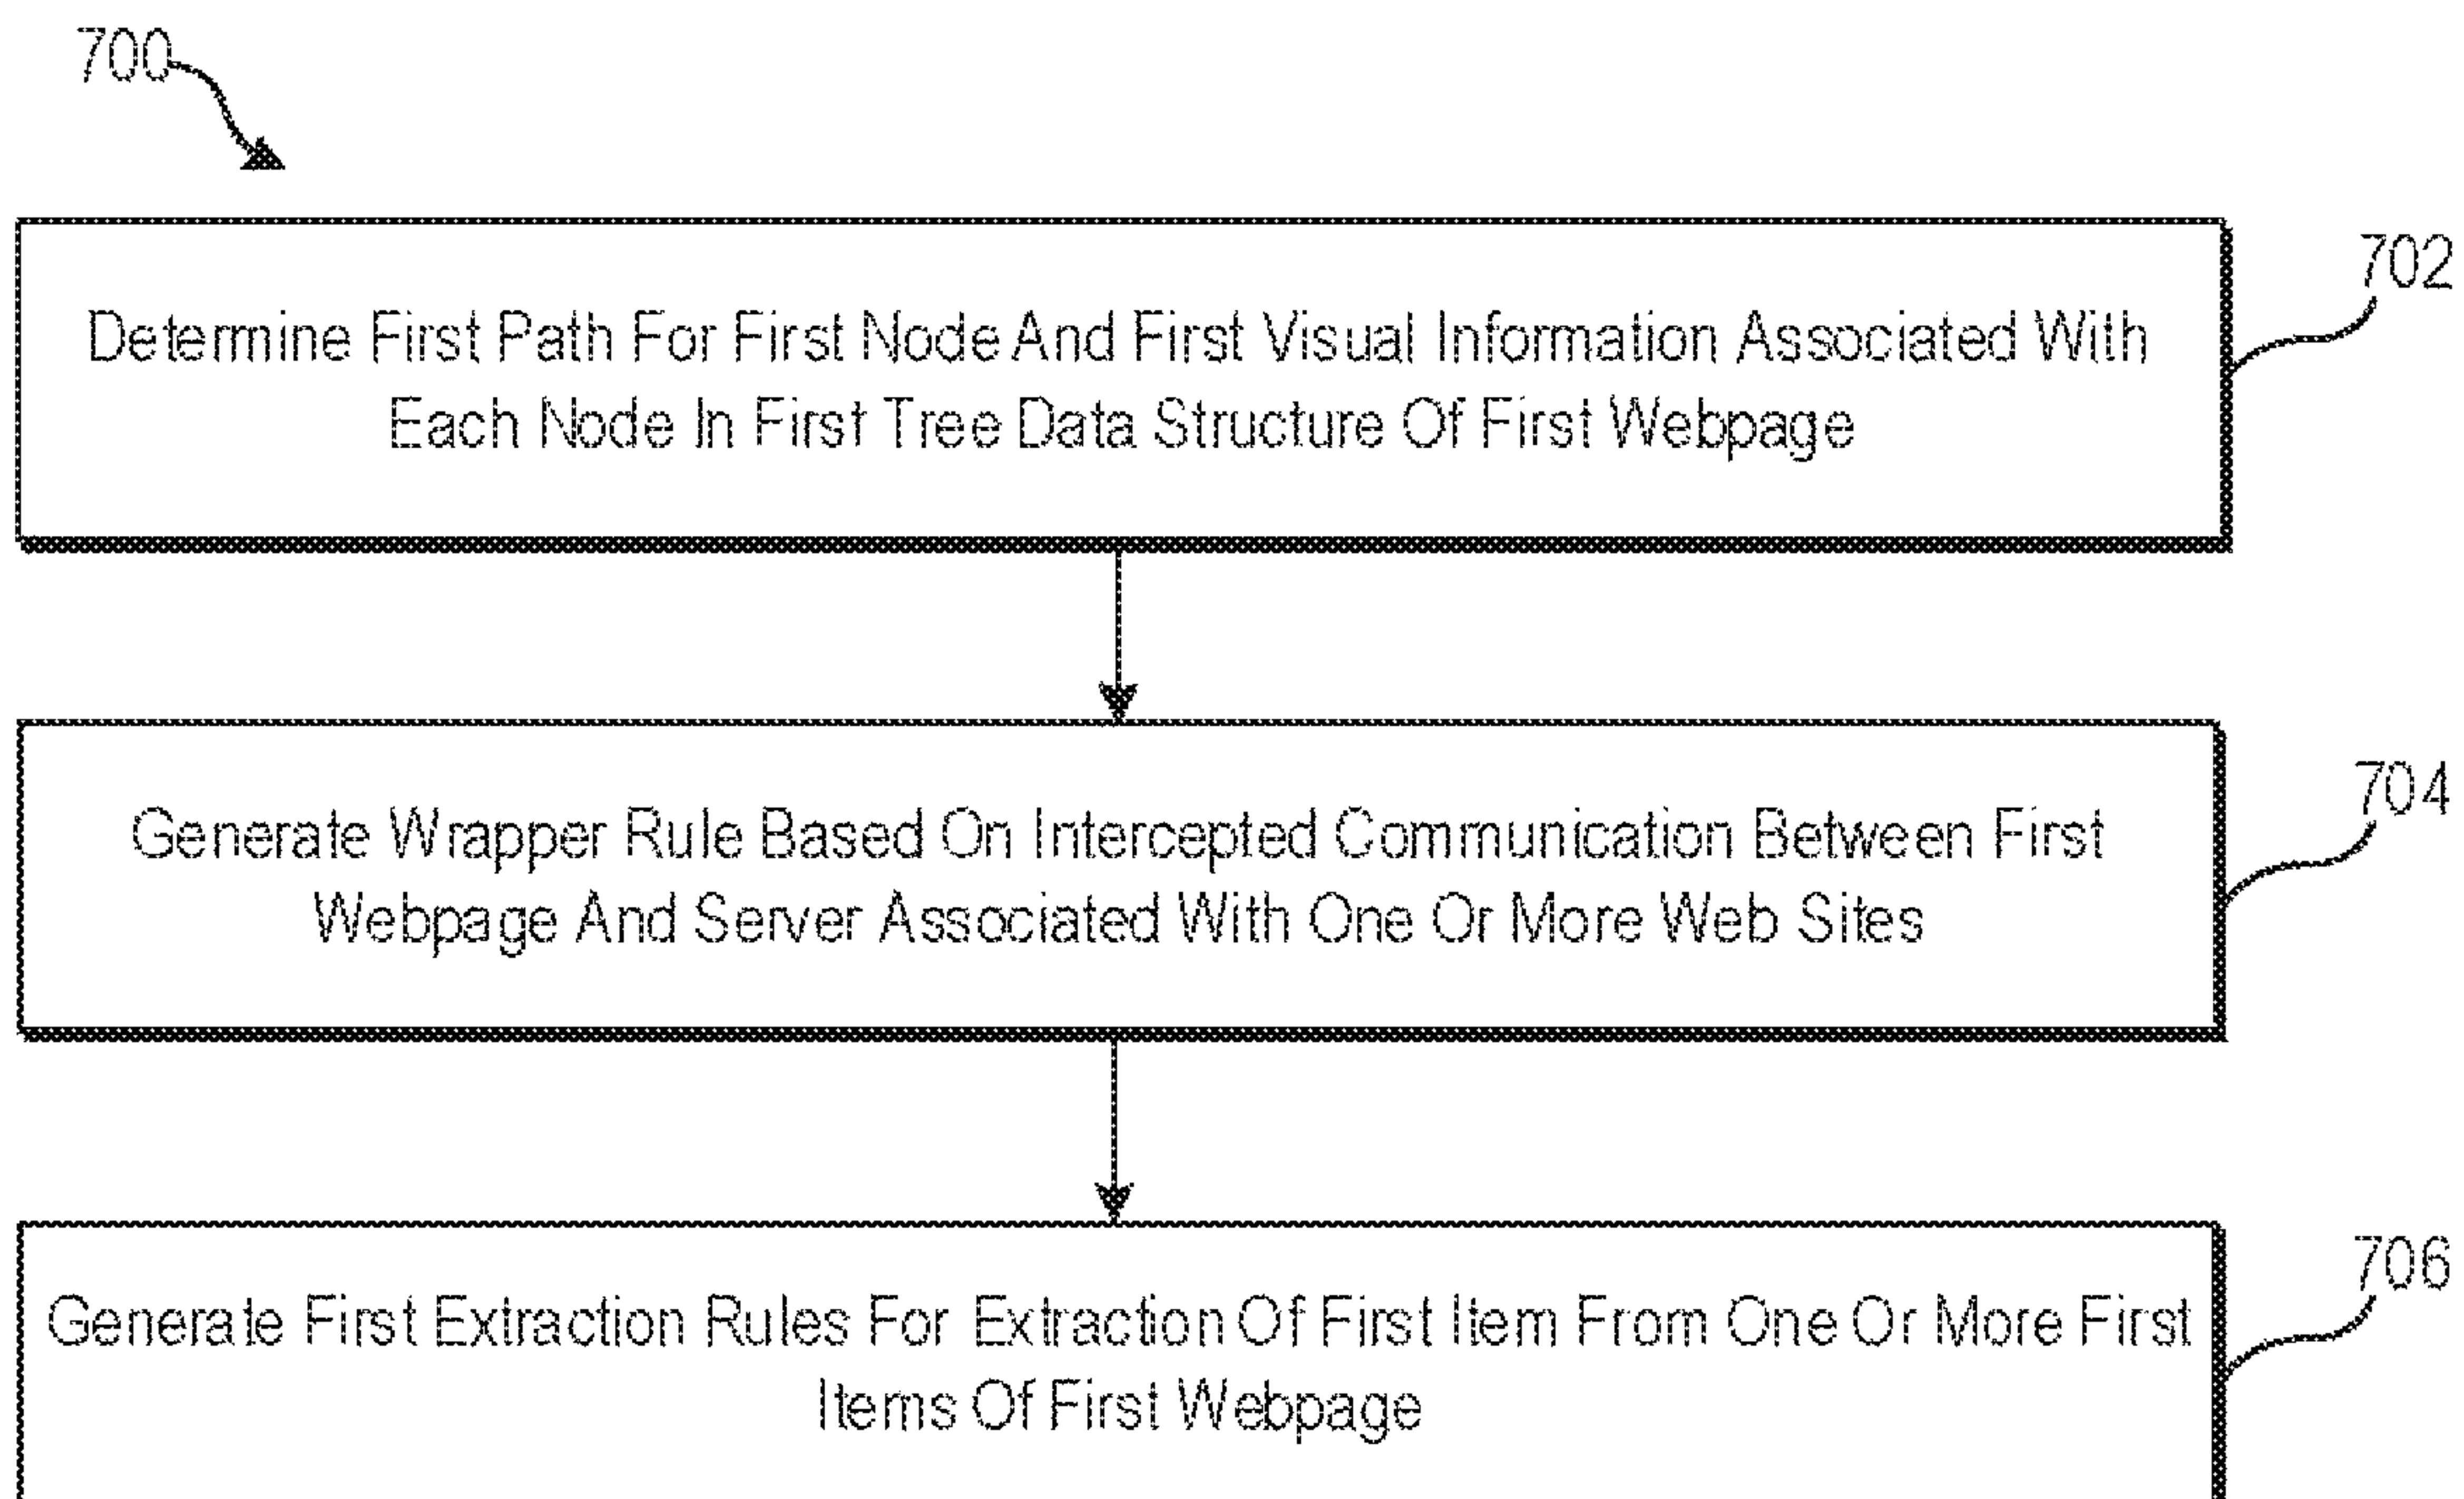 700
702
Determine First Path For First Node And First Visual Information Associated With
Each Node In First Tree Data Structure Of First Webpage
704
Generate Wrapper Rule Based On Intercepted Communication Between First
Webpage And Server Associated With One Or More Web Sites
706
Generate First Extraction Rules For Extraction Of First Item From One Or More First
Items Of First Webpage